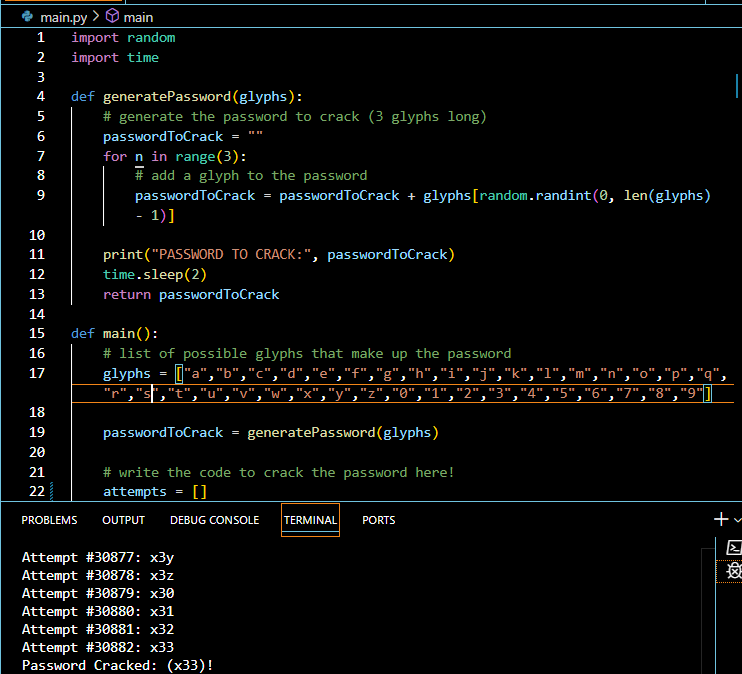 main.py > main
1 import random
2 import time
3
4 def generatePassword(glyphs):
5 # generate the password to crack (3 glyphs long)
6 passwordToCrack = ""
7 for n in range(3):
8 # add a glyph to the password
9 passwordToCrack = passwordToCrack + glyphs[random.randint(0, len(glyphs)
- 1)]
10
11 print("PASSWORD TO CRACK:", passwordToCrack)
12 time.sleep(2)
13 return passwordToCrack
14
15 def main():
16 # list of possible glyphs that make up the password
17 glyphs = ["a","b","c","d","e","f","g","h","i","j","k","l","m","n","o","p","q",
"r","s","t","u","v","w","x","y","z","0","1","2","3","4","5","6","7","8","9"]
18
19 passwordToCrack = generatePassword(glyphs)
20
21 # write the code to crack the password here!
22 attempts = []
PROBLEMS OUTPUT DEBUG CONSOLE TERMINAL PORTS
Attempt #30877: x3y
Attempt #30878: x3z
Attempt #30879: x30
Attempt #30880: x31
Attempt #30881: x32
Attempt #30882: x33
Password Cracked: (x33)!